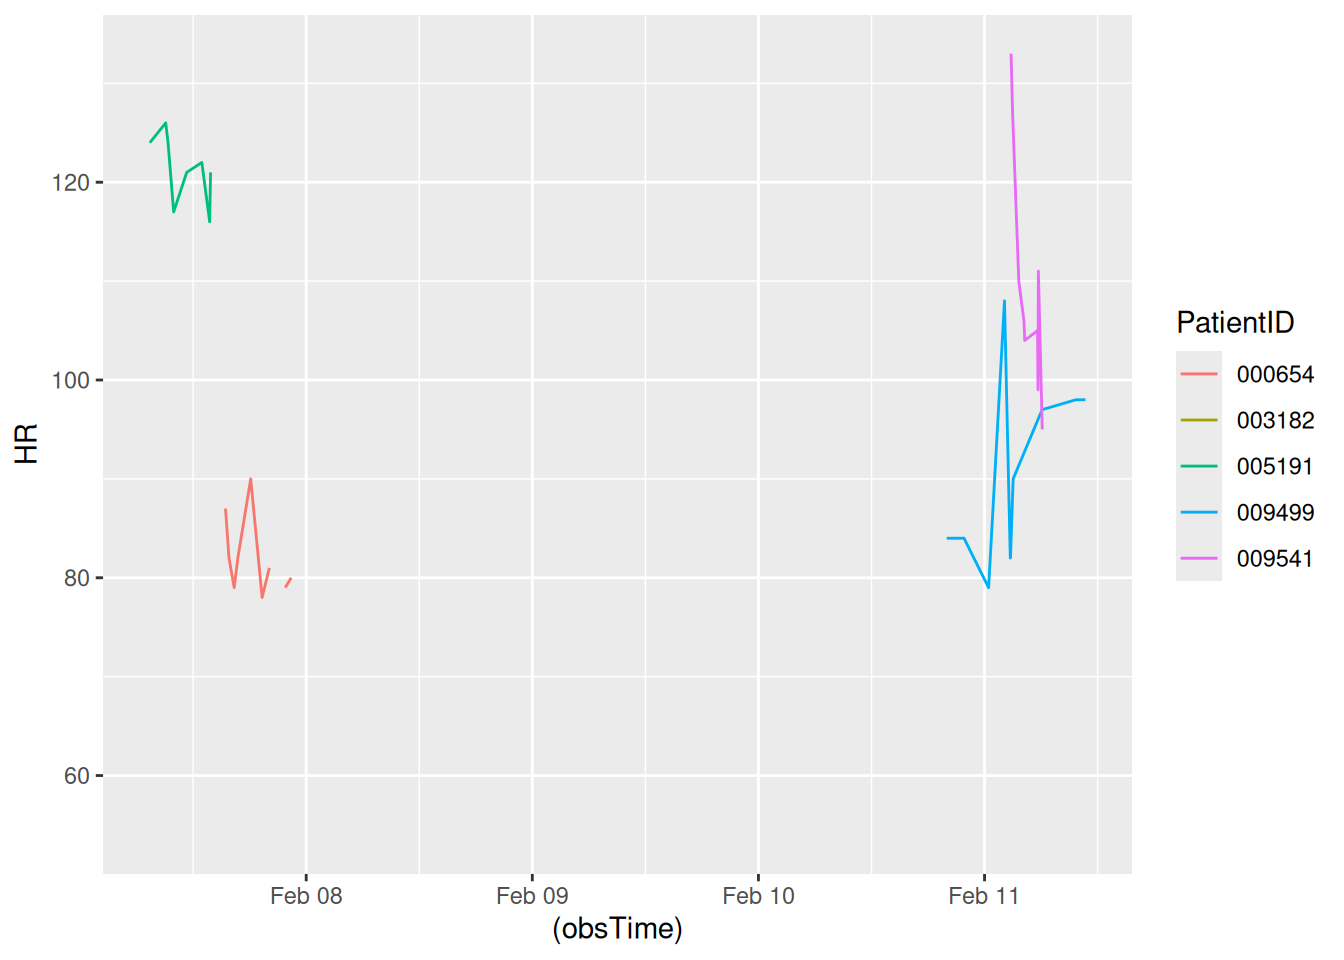 120
100
80
60
HR
Feb 08
Feb 09
Feb 10
Feb 11
(obsTime)
PatientID
000654
003182
005191
009499
009541